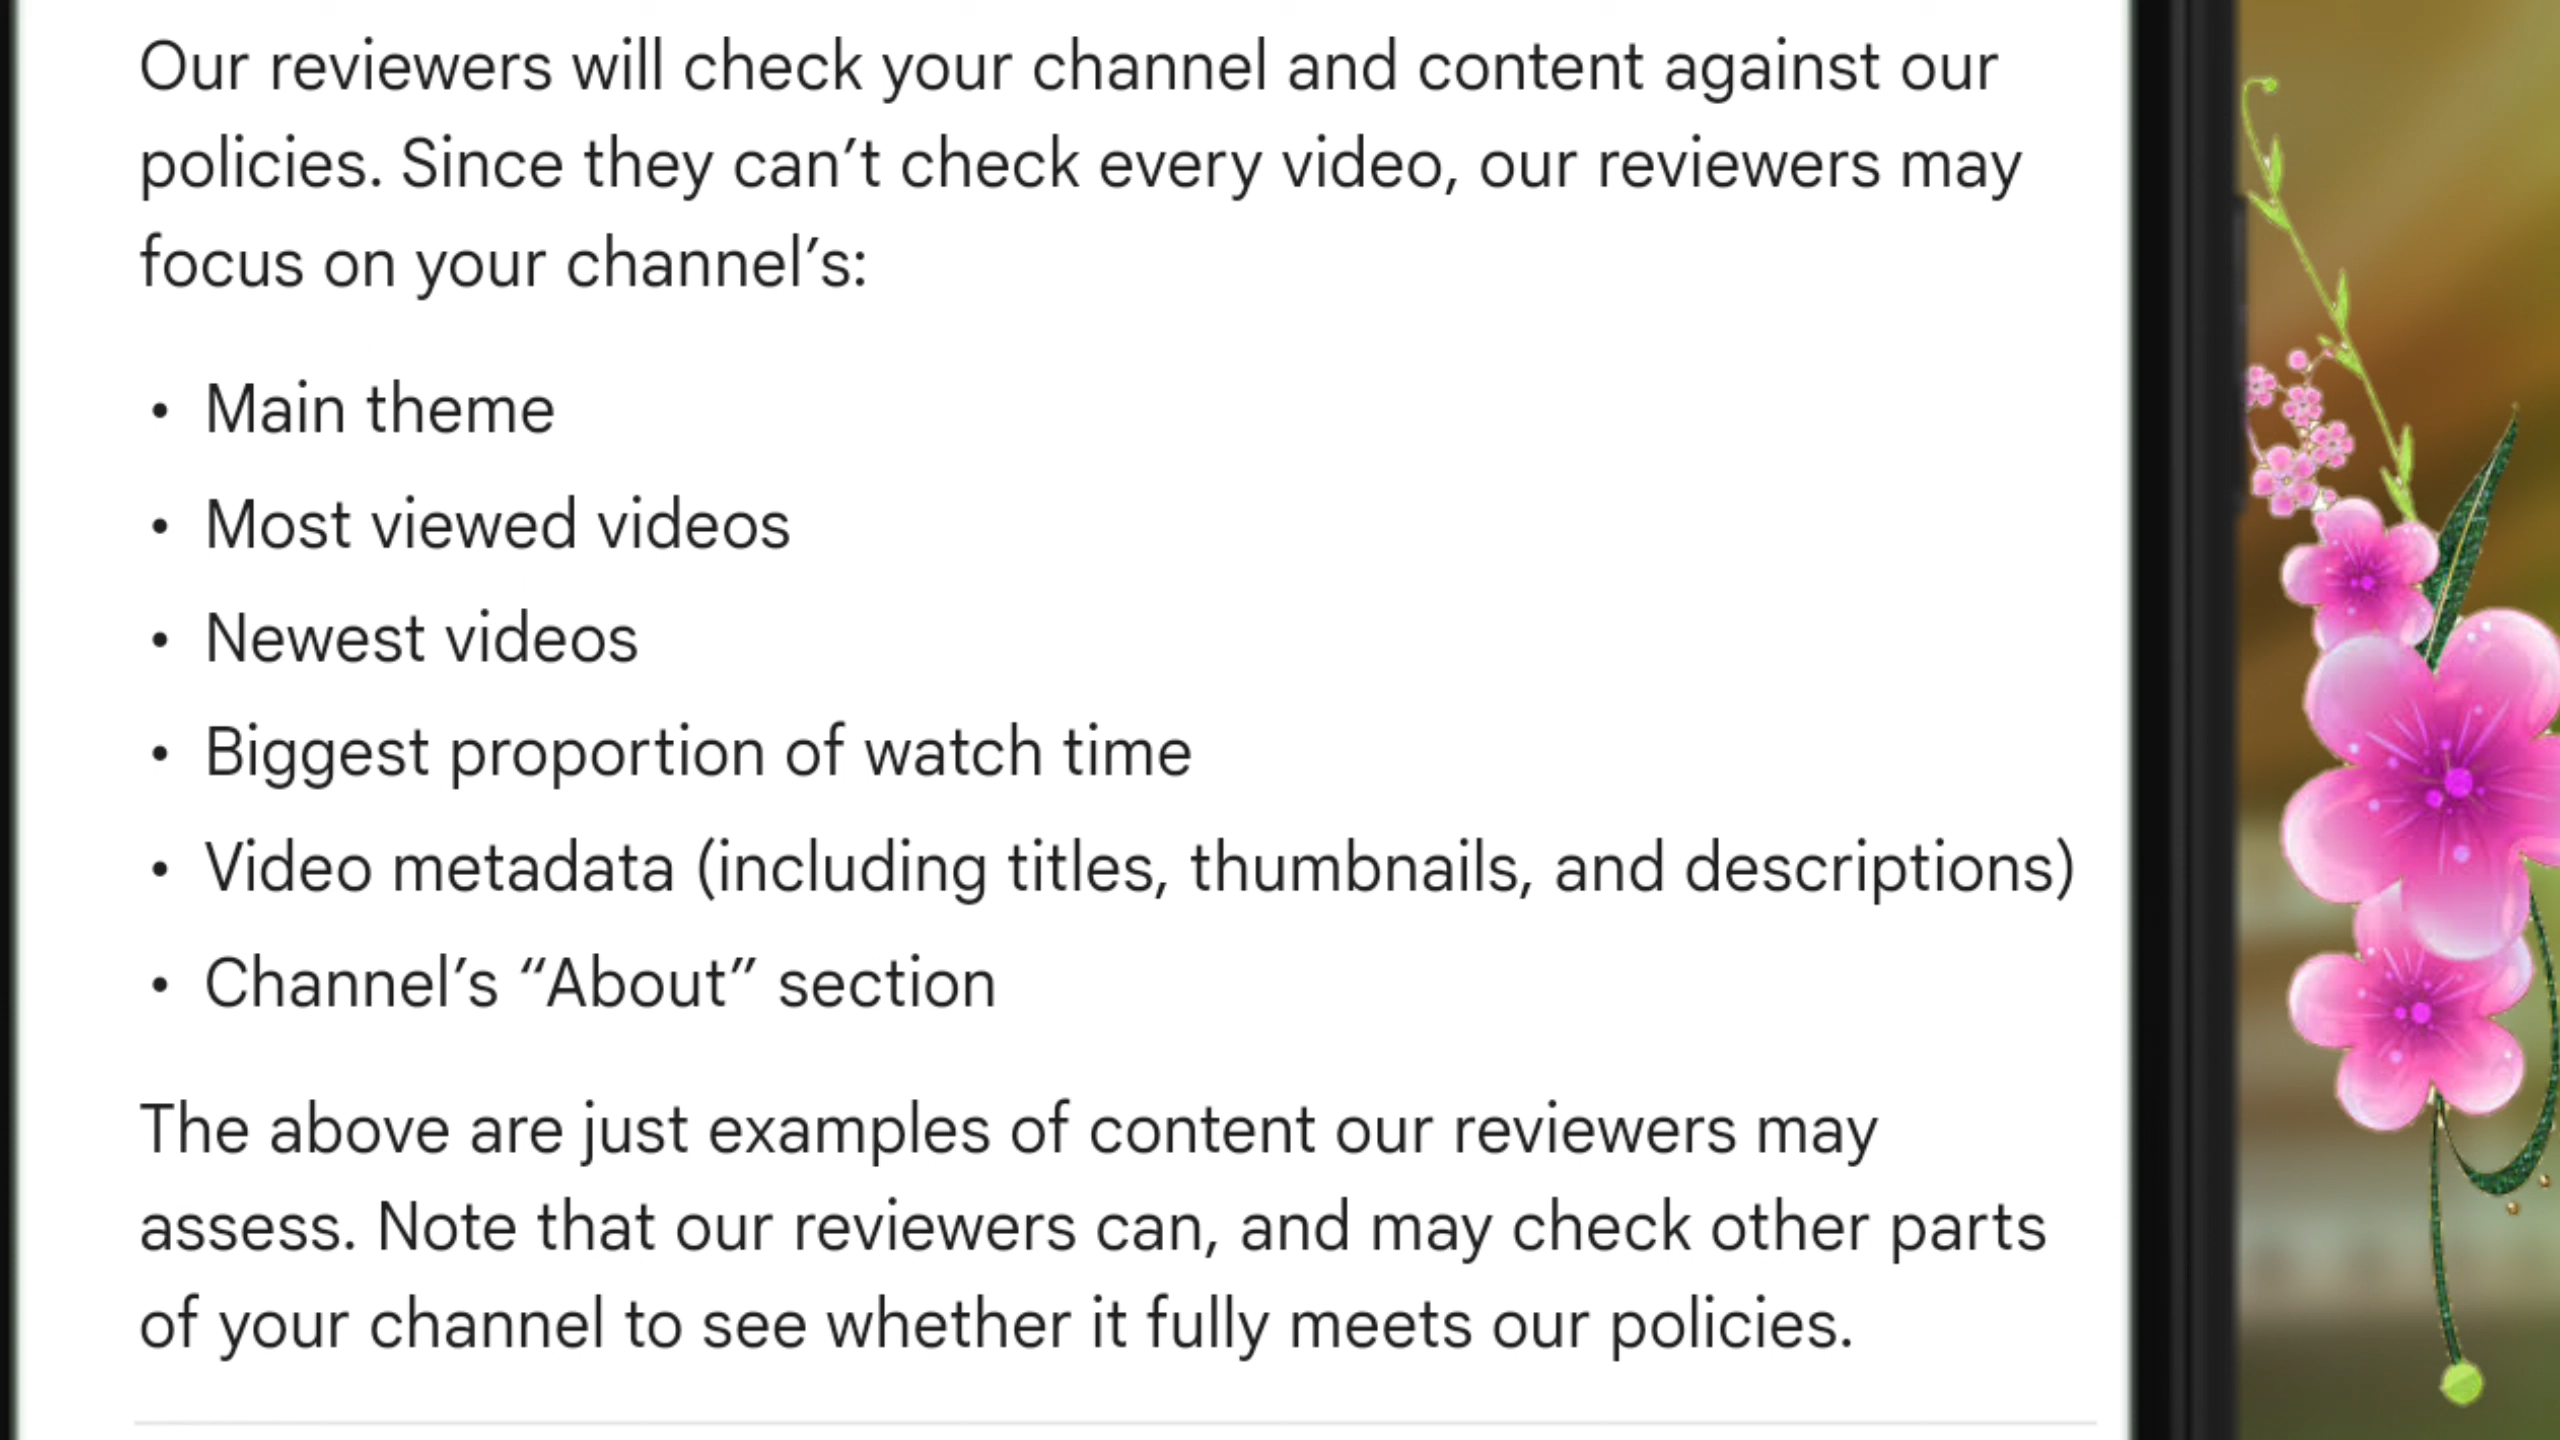 Our reviewers will check your channel and content against our
policies. Since they can’t check every video, our reviewers may
focus on your channel’s:
• Main theme
• Most viewed videos
• Newest videos
• Biggest proportion of watch time
• Video metadata (including titles, thumbnails, and descriptions)
• Channel’s “About” section
The above are just examples of content our reviewers may
assess. Note that our reviewers can, and may check other parts
of your channel to see whether it fully meets our policies.